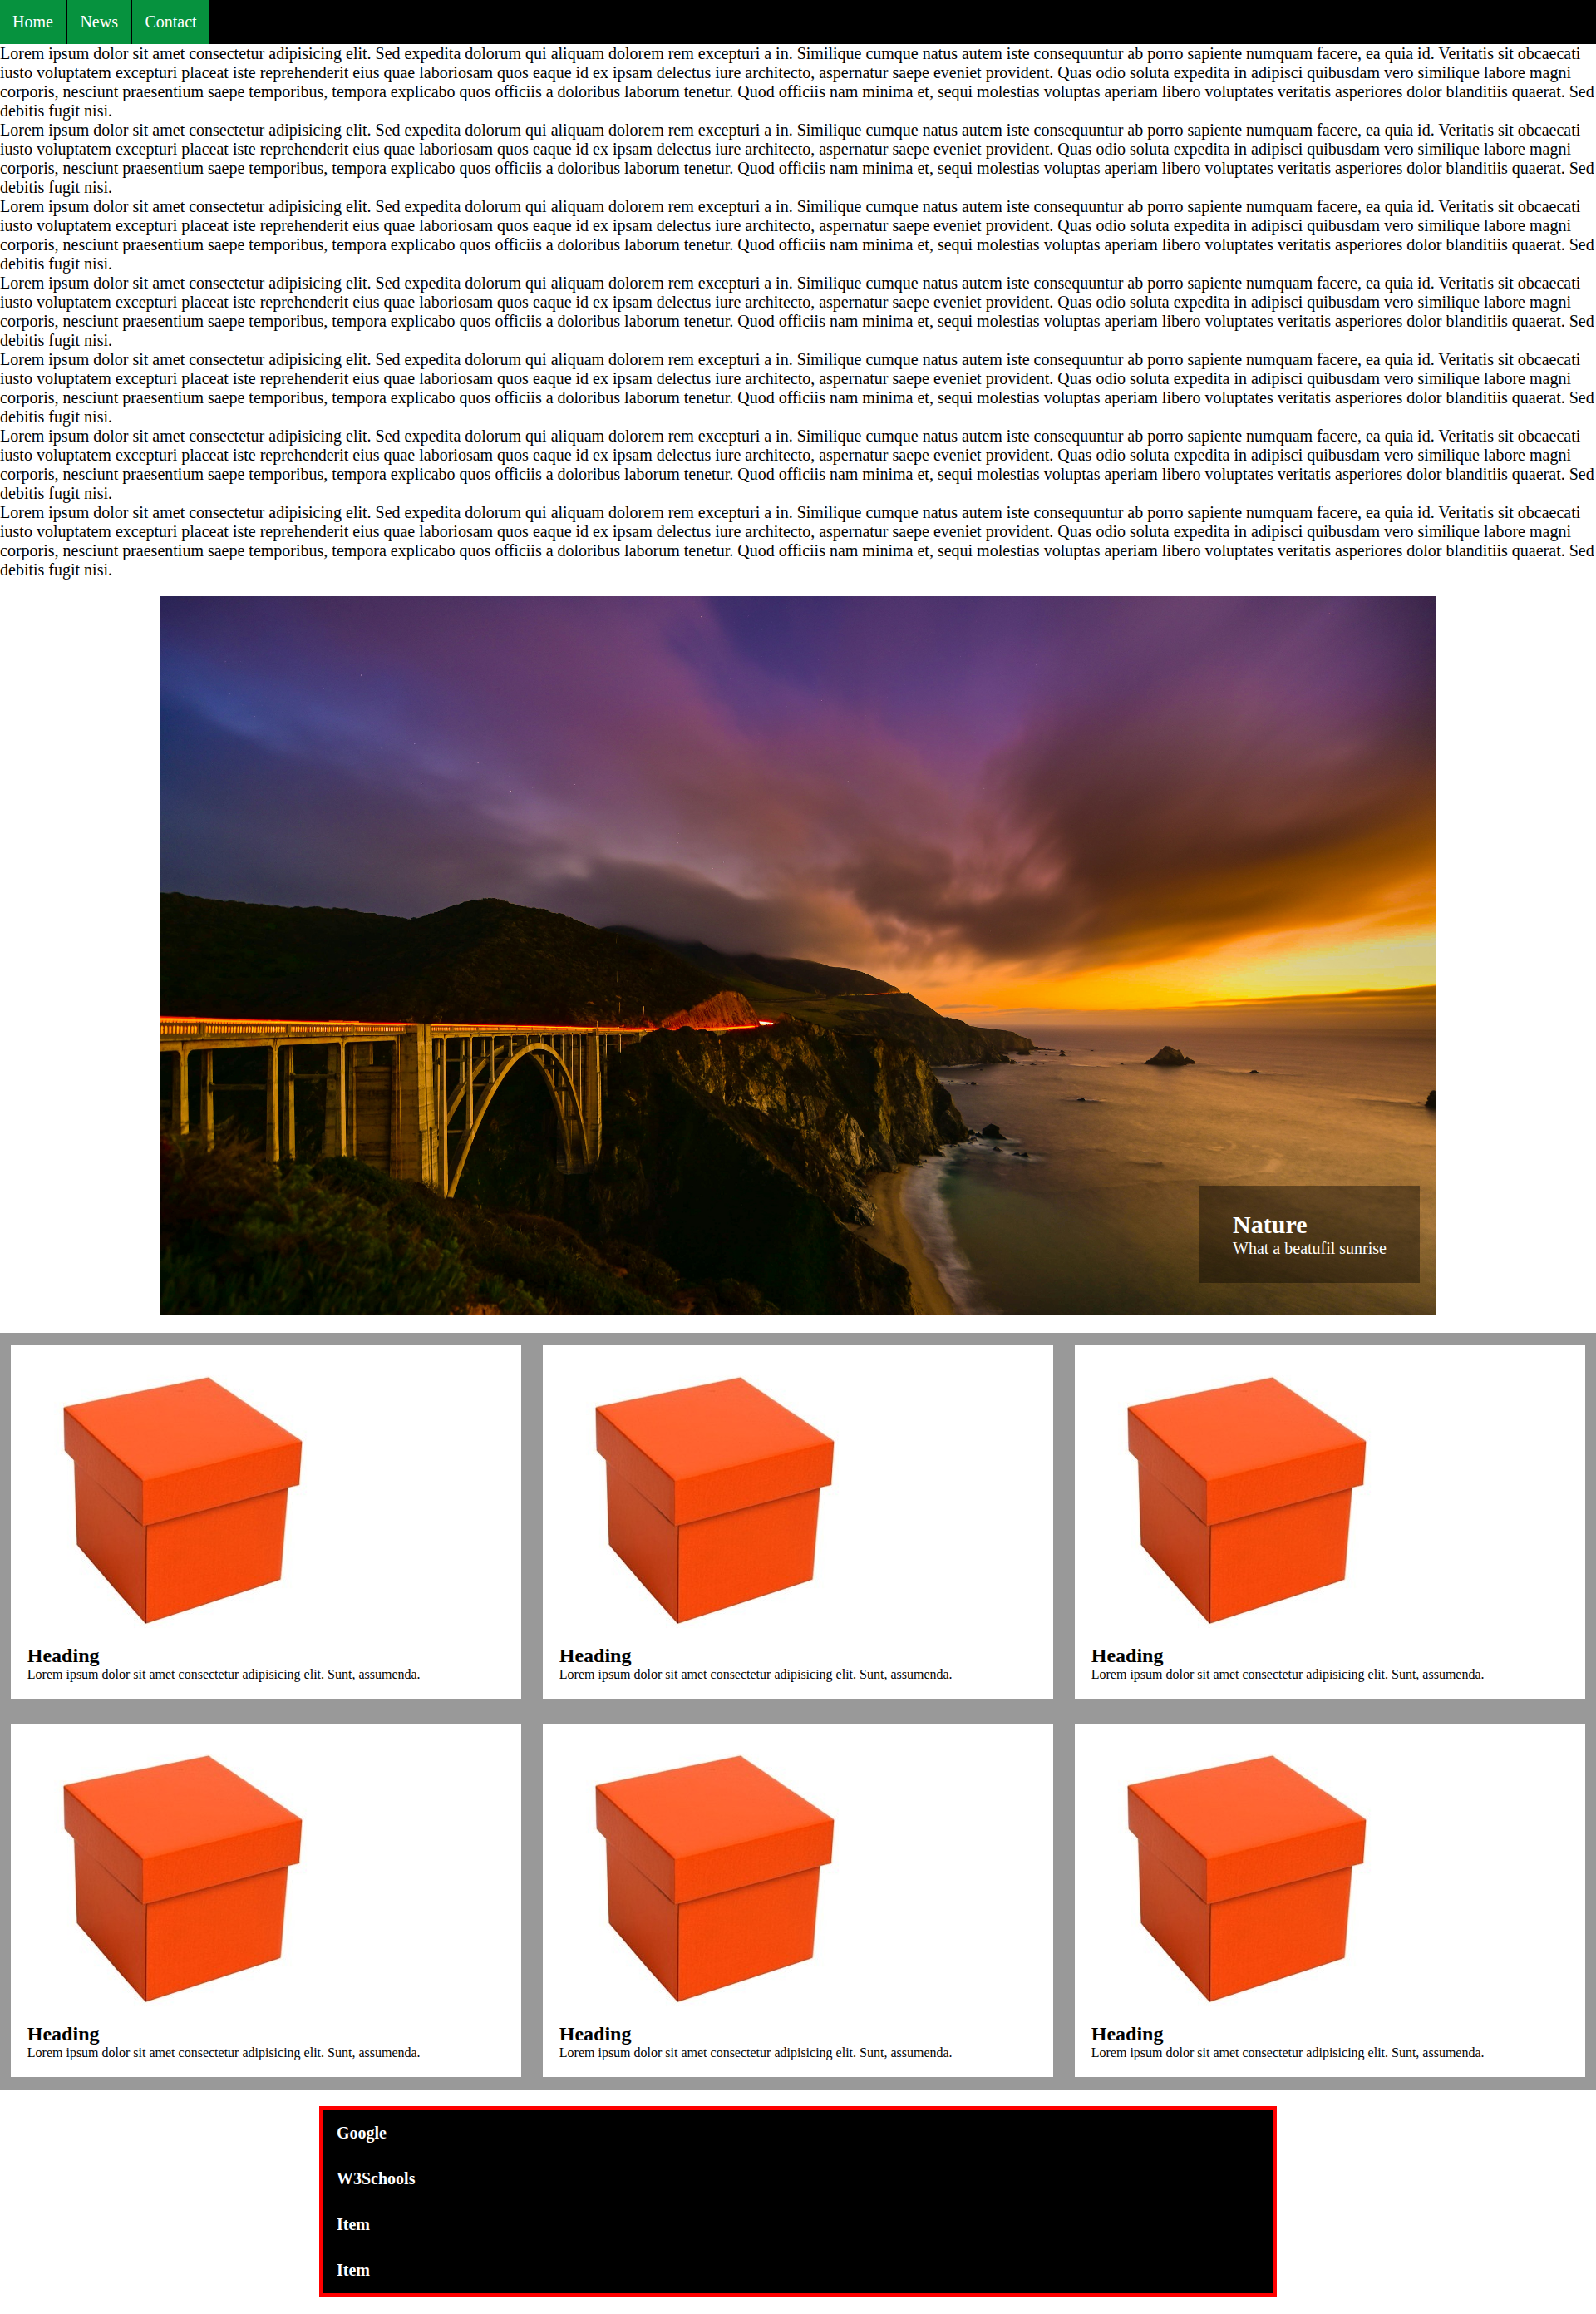 Home News Contact
Lorem ipsum dolor sit amet consectetur adipisicing elit. Sed expedita dolorum qui aliquam dolorem rem excepturi a in. Similique cumque natus autem iste consequuntur ab porro sapiente numquam facere, ea quia id. Veritatis sit obcaecati
iusto voluptatem excepturi placeat iste reprehenderit eius quae laboriosam quos eaque id ex ipsam delectus iure architecto, aspernatur saepe eveniet provident. Quas odio soluta expedita in adipisci quibusdam vero similique labore magni
corporis, nesciunt praesentium saepe temporibus, tempora explicabo quos officiis a doloribus laborum tenetur. Quod officiis nam minima et, sequi molestias voluptas aperiam libero voluptates veritatis asperiores dolor blanditiis quaerat. Sed
debitis fugit nisi.
Lorem ipsum dolor sit amet consectetur adipisicing elit. Sed expedita dolorum qui aliquam dolorem rem excepturi a in. Similique cumque natus autem iste consequuntur ab porro sapiente numquam facere, ea quia id. Veritatis sit obcaecati
iusto voluptatem excepturi placeat iste reprehenderit eius quae laboriosam quos eaque id ex ipsam delectus iure architecto, aspernatur saepe eveniet provident. Quas odio soluta expedita in adipisci quibusdam vero similique labore magni
corporis, nesciunt praesentium saepe temporibus, tempora explicabo quos officiis a doloribus laborum tenetur. Quod officiis nam minima et, sequi molestias voluptas aperiam libero voluptates veritatis asperiores dolor blanditiis quaerat. Sed
debitis fugit nisi.
Lorem ipsum dolor sit amet consectetur adipisicing elit. Sed expedita dolorum qui aliquam dolorem rem excepturi a in. Similique cumque natus autem iste consequuntur ab porro sapiente numquam facere, ea quia id. Veritatis sit obcaecati
iusto voluptatem excepturi placeat iste reprehenderit eius quae laboriosam quos eaque id ex ipsam delectus iure architecto, aspernatur saepe eveniet provident. Quas odio soluta expedita in adipisci quibusdam vero similique labore magni
corporis, nesciunt praesentium saepe temporibus, tempora explicabo quos officiis a doloribus laborum tenetur. Quod officiis nam minima et, sequi molestias voluptas aperiam libero voluptates veritatis asperiores dolor blanditiis quaerat. Sed
debitis fugit nisi.
Lorem ipsum dolor sit amet consectetur adipisicing elit. Sed expedita dolorum qui aliquam dolorem rem excepturi a in. Similique cumque natus autem iste consequuntur ab porro sapiente numquam facere, ea quia id. Veritatis sit obcaecati
iusto voluptatem excepturi placeat iste reprehenderit eius quae laboriosam quos eaque id ex ipsam delectus iure architecto, aspernatur saepe eveniet provident. Quas odio soluta expedita in adipisci quibusdam vero similique labore magni
corporis, nesciunt praesentium saepe temporibus, tempora explicabo quos officiis a doloribus laborum tenetur. Quod officiis nam minima et, sequi molestias voluptas aperiam libero voluptates veritatis asperiores dolor blanditiis quaerat. Sed
debitis fugit nisi.
Lorem ipsum dolor sit amet consectetur adipisicing elit. Sed expedita dolorum qui aliquam dolorem rem excepturi a in. Similique cumque natus autem iste consequuntur ab porro sapiente numquam facere, ea quia id. Veritatis sit obcaecati
iusto voluptatem excepturi placeat iste reprehenderit eius quae laboriosam quos eaque id ex ipsam delectus iure architecto, aspernatur saepe eveniet provident. Quas odio soluta expedita in adipisci quibusdam vero similique labore magni
corporis, nesciunt praesentium saepe temporibus, tempora explicabo quos officiis a doloribus laborum tenetur. Quod officiis nam minima et, sequi molestias voluptas aperiam libero voluptates veritatis asperiores dolor blanditiis quaerat. Sed
debitis fugit nisi.
Lorem ipsum dolor sit amet consectetur adipisicing elit. Sed expedita dolorum qui aliquam dolorem rem excepturi a in. Similique cumque natus autem iste consequuntur ab porro sapiente numquam facere, ea quia id. Veritatis sit obcaecati
iusto voluptatem excepturi placeat iste reprehenderit eius quae laboriosam quos eaque id ex ipsam delectus iure architecto, aspernatur saepe eveniet provident. Quas odio soluta expedita in adipisci quibusdam vero similique labore magni
corporis, nesciunt praesentium saepe temporibus, tempora explicabo quos officiis a doloribus laborum tenetur. Quod officiis nam minima et, sequi molestias voluptas aperiam libero voluptates veritatis asperiores dolor blanditiis quaerat. Sed
debitis fugit nisi.
Lorem ipsum dolor sit amet consectetur adipisicing elit. Sed expedita dolorum qui aliquam dolorem rem excepturi a in. Similique cumque natus autem iste consequuntur ab porro sapiente numquam facere, ea quia id. Veritatis sit obcaecati
iusto voluptatem excepturi placeat iste reprehenderit eius quae laboriosam quos eaque id ex ipsam delectus iure architecto, aspernatur saepe eveniet provident. Quas odio soluta expedita in adipisci quibusdam vero similique labore magni
corporis, nesciunt praesentium saepe temporibus, tempora explicabo quos officiis a doloribus laborum tenetur. Quod officiis nam minima et, sequi molestias voluptas aperiam libero voluptates veritatis asperiores dolor blanditiis quaerat. Sed
debitis fugit nisi.
Nature
What a beatufil sunrise
Heading
Lorem ipsum dolor sit amet consectetur adipisicing elit. Sunt, assumenda.
Heading
Lorem ipsum dolor sit amet consectetur adipisicing elit. Sunt, assumenda.
Heading
Lorem ipsum dolor sit amet consectetur adipisicing elit. Sunt, assumenda.
Heading
Lorem ipsum dolor sit amet consectetur adipisicing elit. Sunt, assumenda.
Heading
Lorem ipsum dolor sit amet consectetur adipisicing elit. Sunt, assumenda.
Heading
Lorem ipsum dolor sit amet consectetur adipisicing elit. Sunt, assumenda.
Google
W3Schools
Item
Item